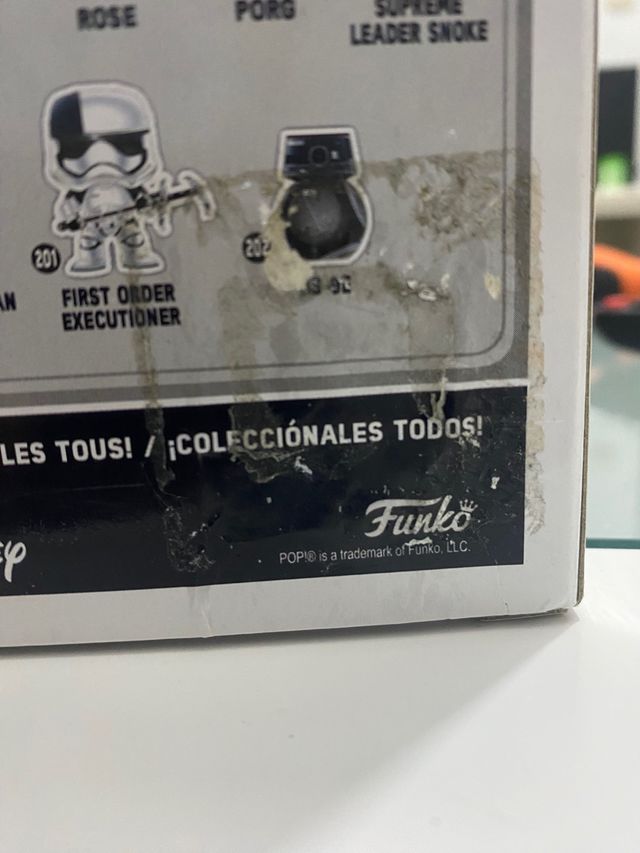 ROSE
PORG
SUPREME
LEADER SNOKE
201
FIRST ORDER
EXECUTIONER
202
AN
LES TOUS! / ¡COLECCIÓNALES TODOS!
Funko
POP!® is a trademark of Funko, LLC.